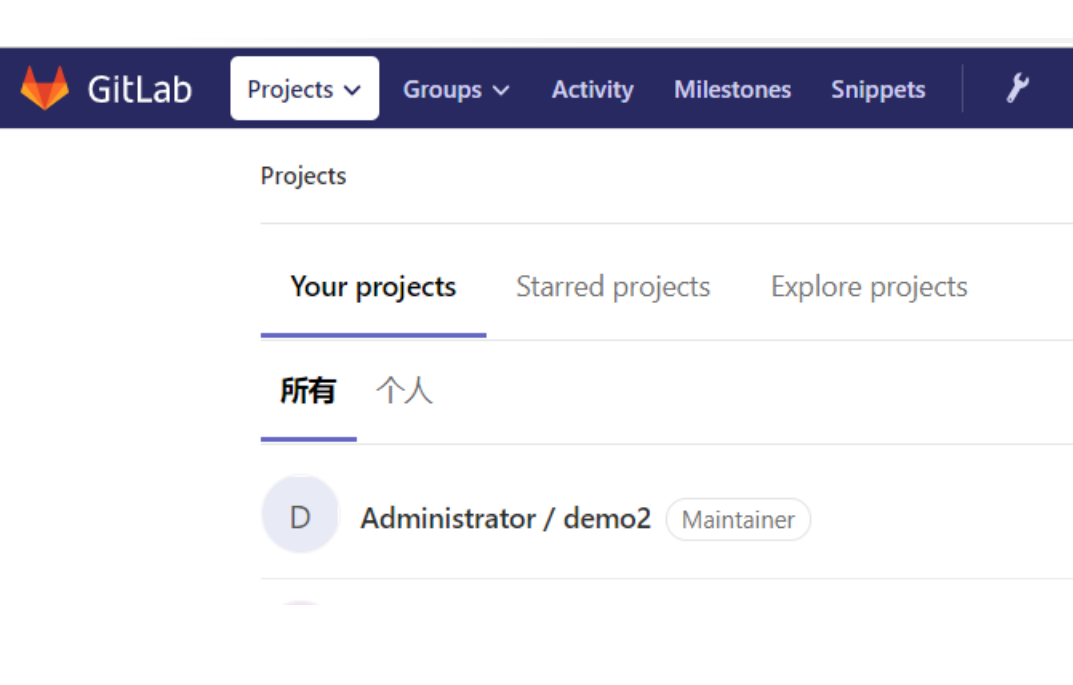 GitLab Projects Groups Activity Milestones Snippets
Projects
Your projects Starred projects Explore projects
所有 个人
D Administrator / demo2 Maintainer